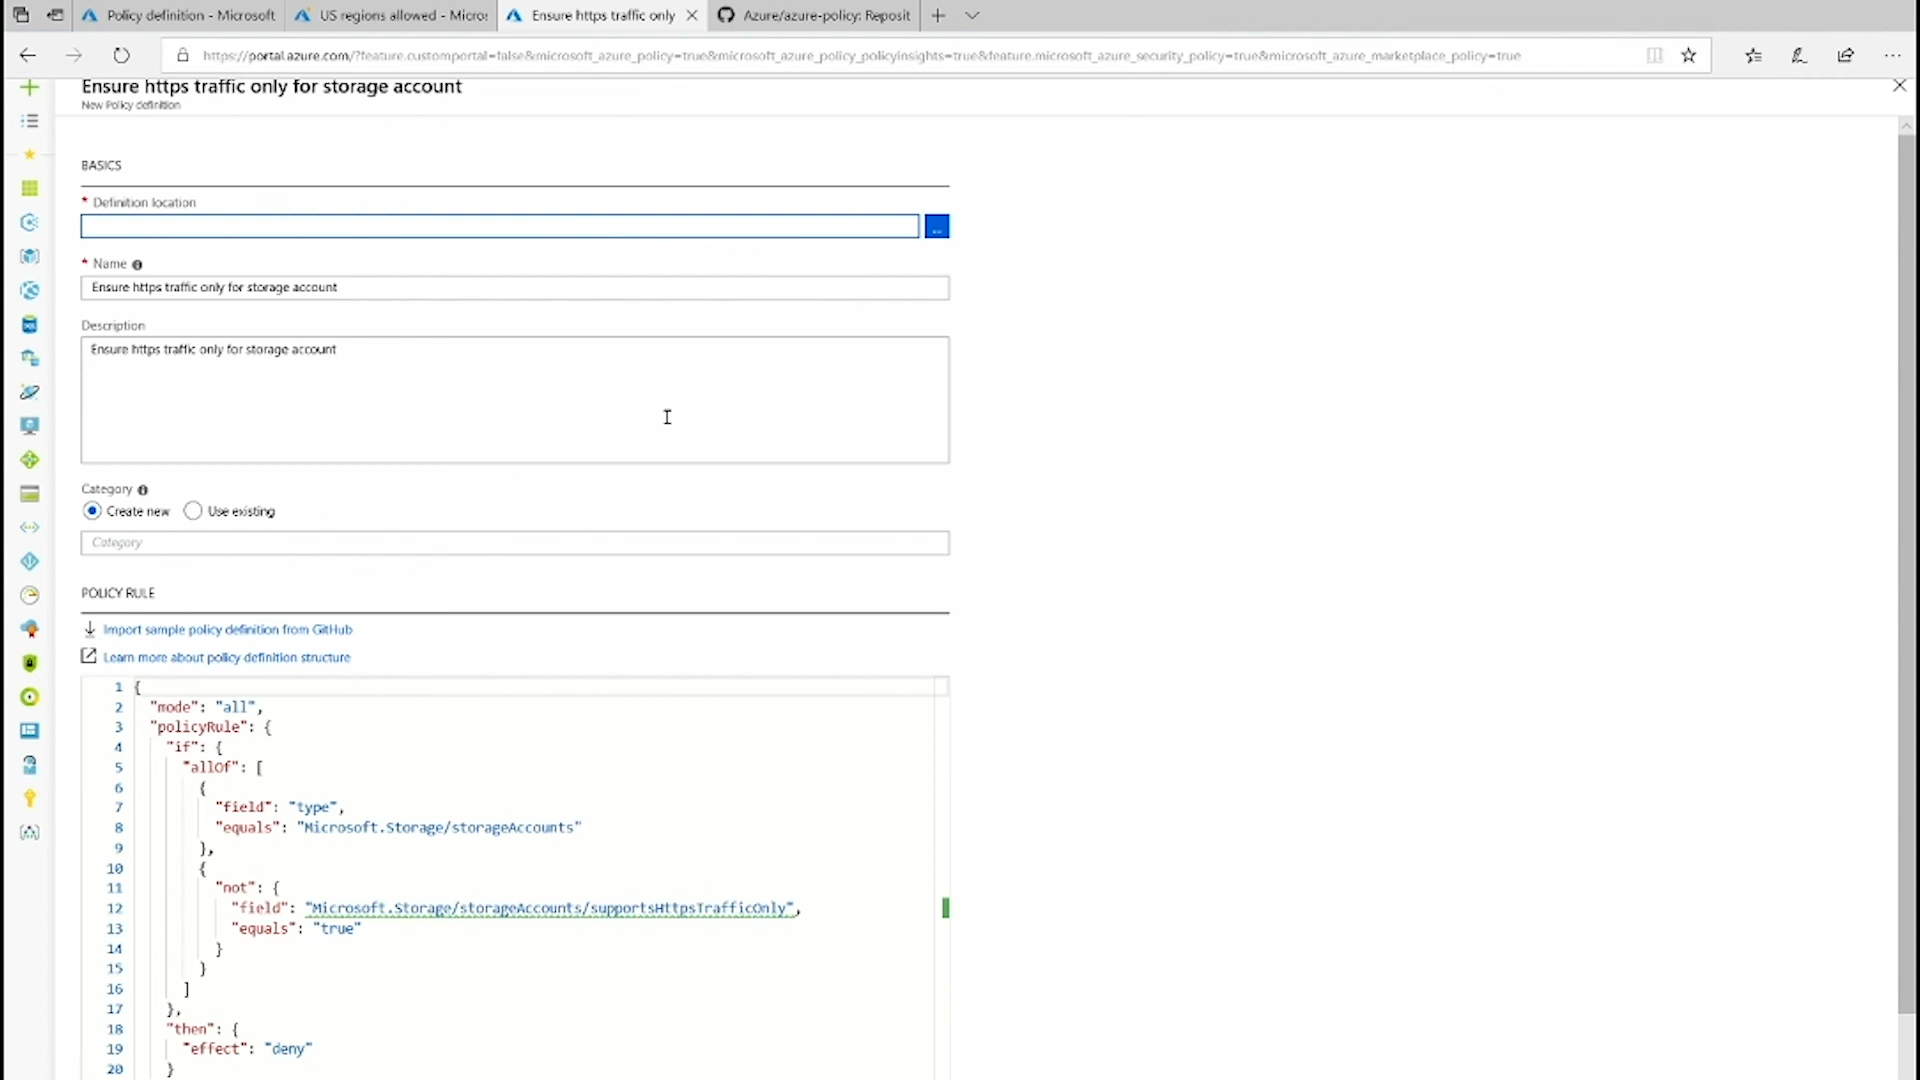 Policy definition - Microsoft
US regions allowed - Micros
Ensure https traffic only
Azure/azure-policy: Reposit
https://portal.azure.com/?feature.customportal=false&microsoft_azure_policy=true&microsoft_azure_policy_policyinsights=true&feature.microsoft_azure_security_policy=true&microsoft_azure_marketplace_policy=true
Ensure https traffic only for storage account
New Policy definition
BASICS
* Definition location
...
* Name
Ensure https traffic only for storage account
Description
Ensure https traffic only for storage account
Category
Create new Use existing
Category
POLICY RULE
Import sample policy definition from GitHub
Learn more about policy definition structure
1 {
2 "mode": "all",
3 "policyRule": {
4 "if": {
5 "allOf": [
6 {
7 "field": "type",
8 "equals": "Microsoft.Storage/storageAccounts"
9 },
10 {
11 "not": {
12 "field": "Microsoft.Storage/storageAccounts/supportsHttpsTrafficOnly",
13 "equals": "true"
14 }
15 }
16 ]
17 },
18 "then": {
19 "effect": "deny"
20 }